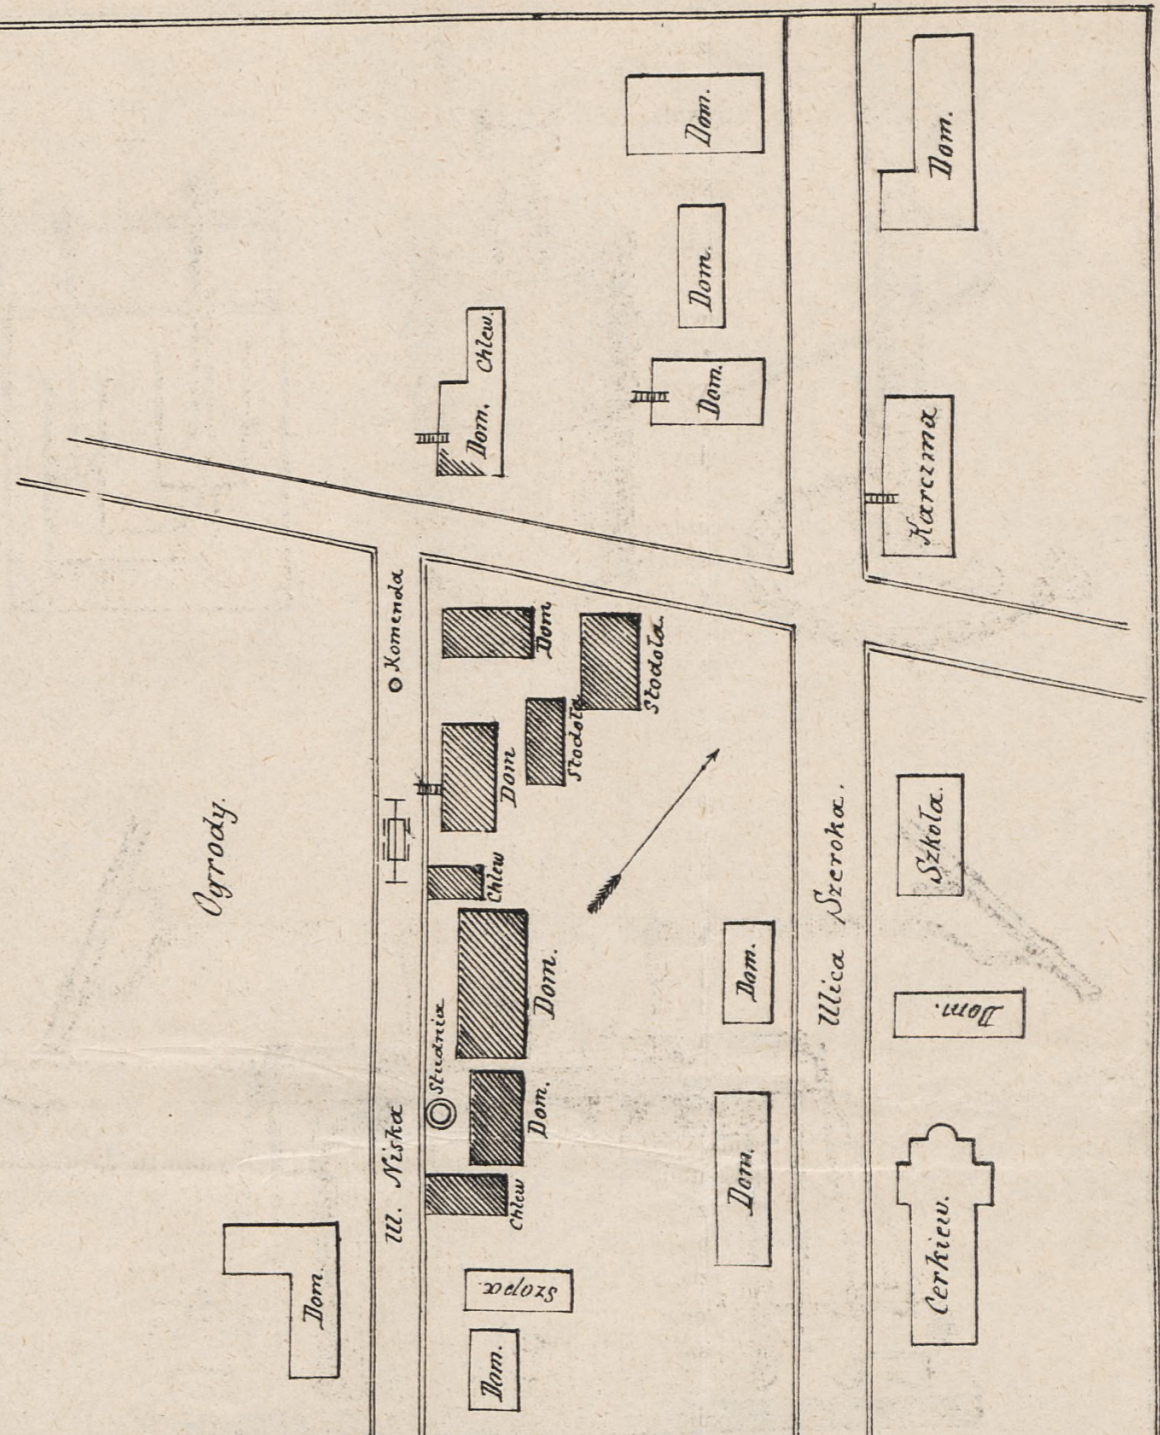 Dom.
Dom.
Dom.
Chlew.
Dom.
Dom.
Karczma
Komenda
Dom
Stodoła.
Stodoła
Dom
Ogrody.
Chlew
Szkoła.
Ulica Szeroka.
Dom.
Dom.
Dom.
Studnia
Dom.
Ul. Niska
Chlew
Dom.
Cerkiew.
Szopa.
Dom
Dom.